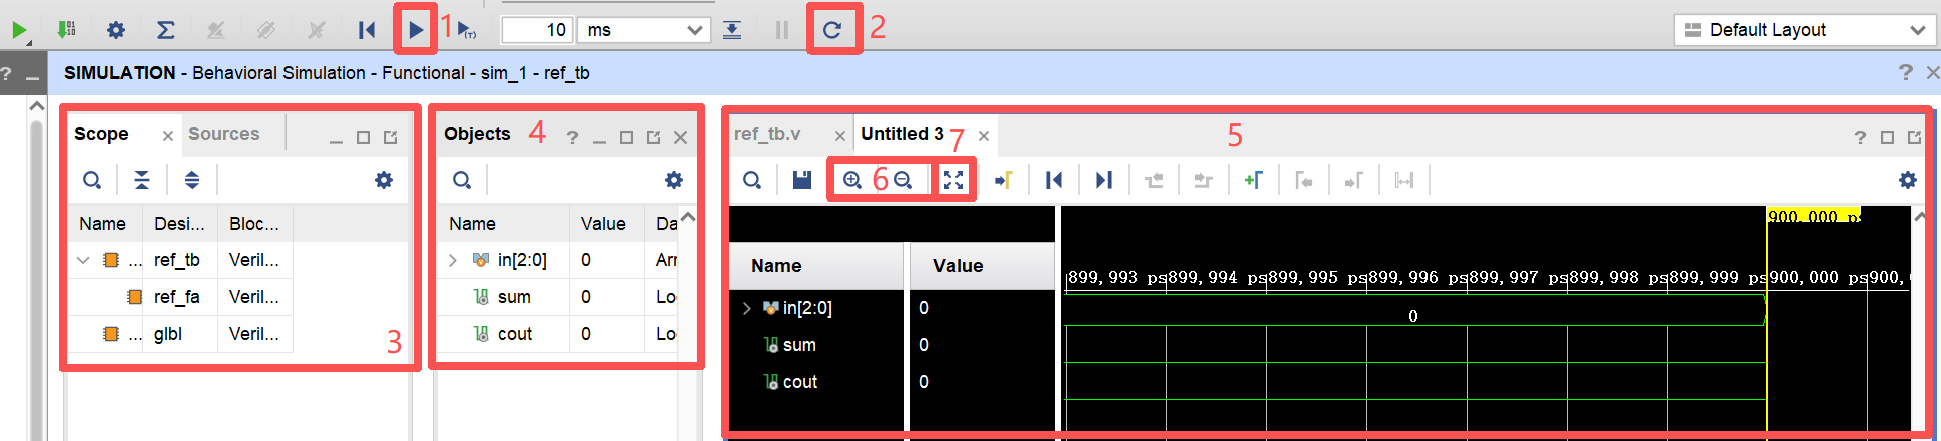 1
(T)
10
ms
2
Default Layout
? _
SIMULATION - Behavioral Simulation - Functional - sim_1 - ref_tb
?
Scope
Sources
Objects
4
?
ref_tb.v
Untitled 3
7
5
?
6
Name
Desi...
Bloc...
... ref_tb Veril...
ref_fa Veril...
... glbl Veril...
3
Name
Value
Da
in[2:0] 0 Arr
sum 0 Lo
cout 0 Lo
900,000 p
Name
Value
899,993 ps
899,994 ps
899,995 ps
899,996 ps
899,997 ps
899,998 ps
899,999 ps
900,000 ps
900,
in[2:0] 0
0
sum 0
cout 0